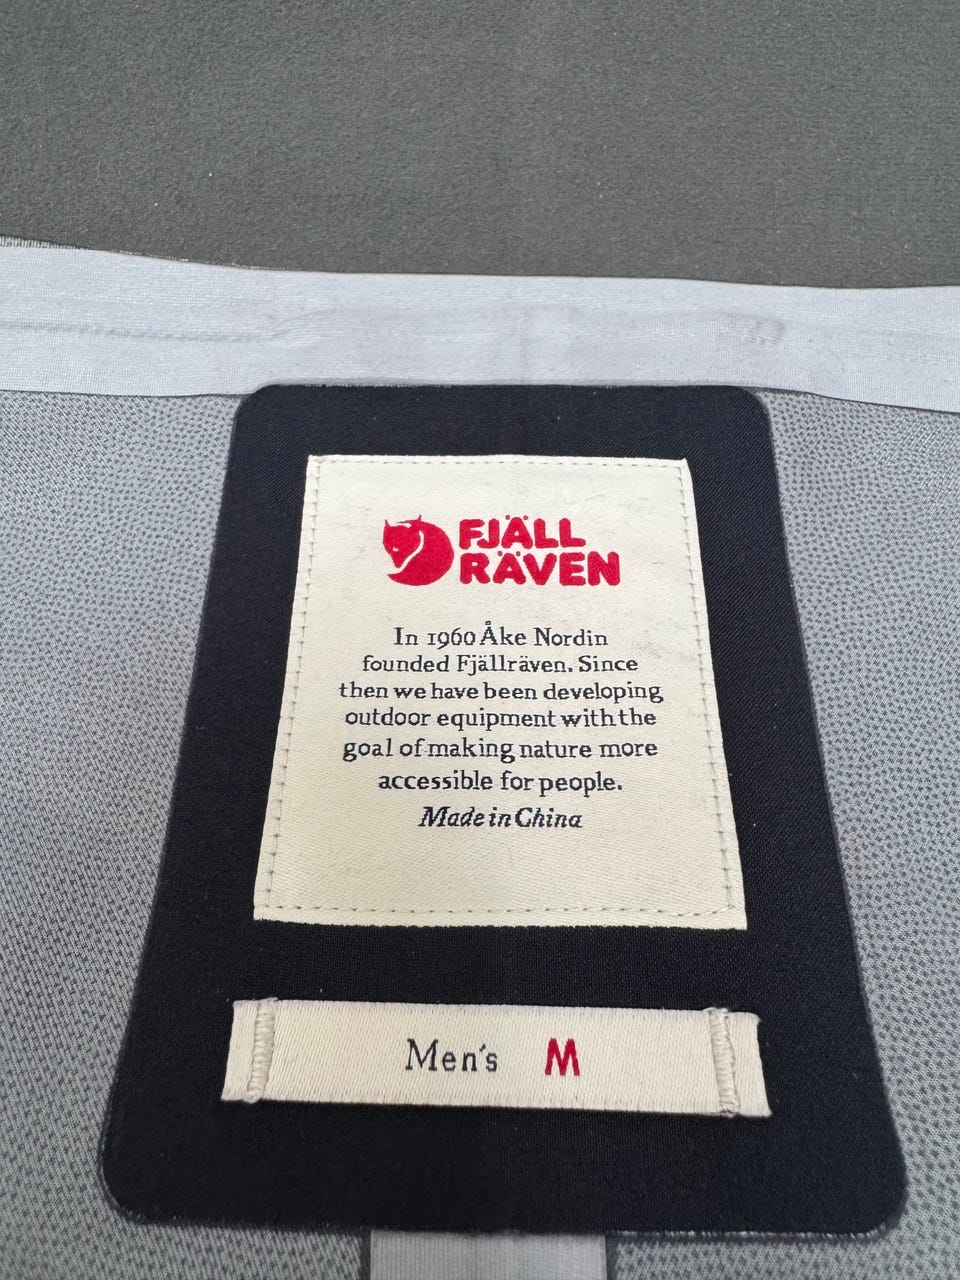 FJÄLL
RÄVEN
In 1960 Åke Nordin
founded Fjällräven. Since
then we have been developing
outdoor equipment with the
goal of making nature more
accessible for people.
Made in China
Men's M